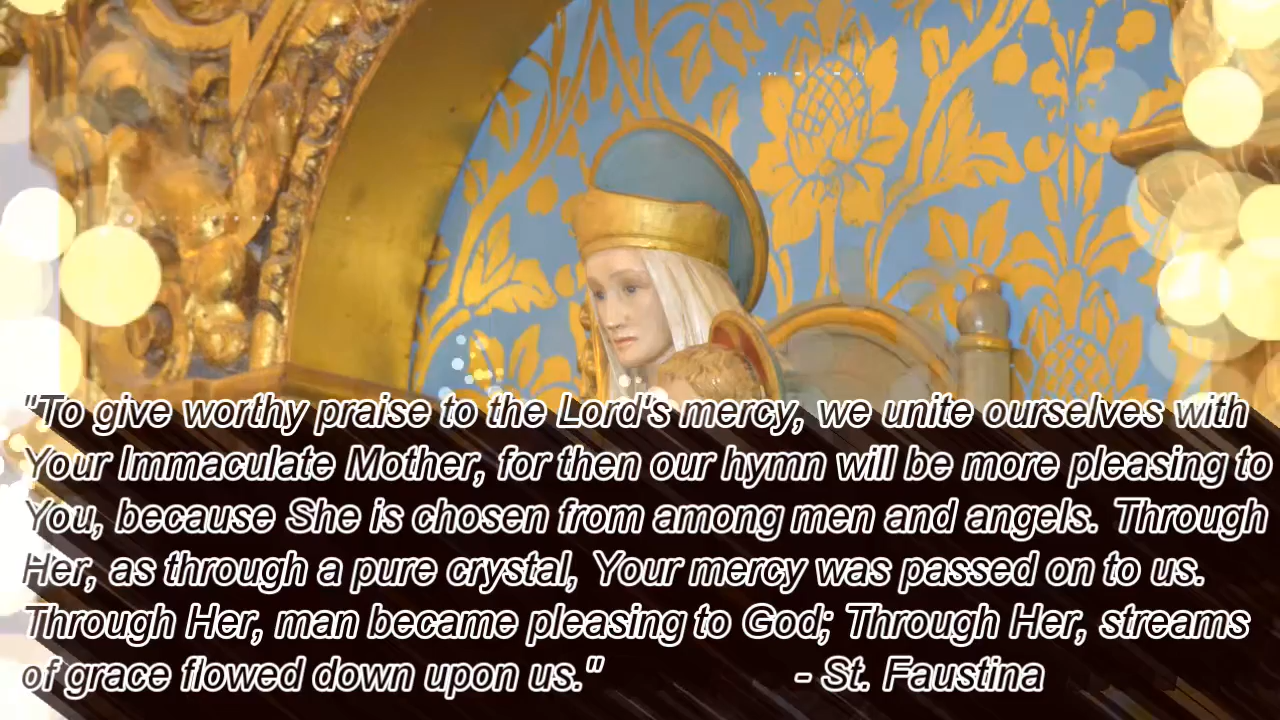 "To give worthy praise to the Lord's mercy, we unite ourselves with
Your Immaculate Mother, for then our hymn will be more pleasing to
You, because She is chosen from among men and angels. Through
Her, as through a pure crystal, Your mercy was passed on to us.
Through Her, man became pleasing to God; Through Her, streams
of grace flowed down upon us." - St. Faustina